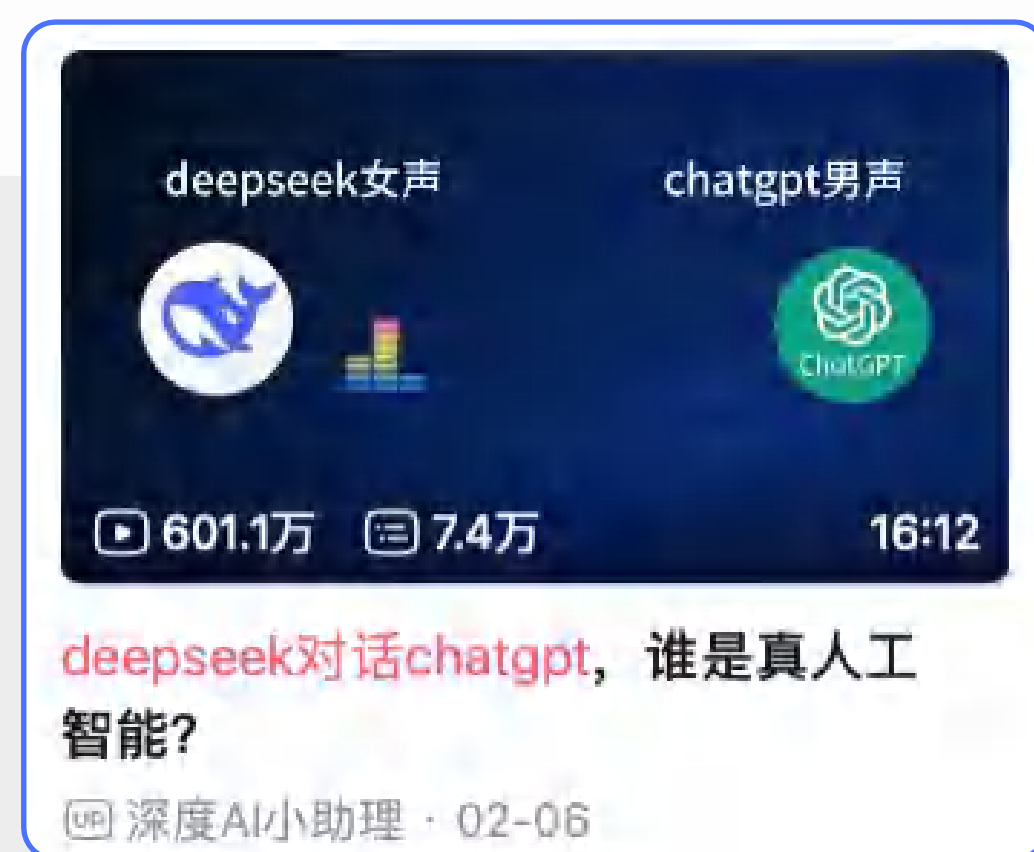 deepseek女声
chatgpt男声
ChatGPT
601.1万
7.4万
16:12
deepseek对话chatgpt，谁是真人工
智能?
UP 深度AI小助理 · 02-06